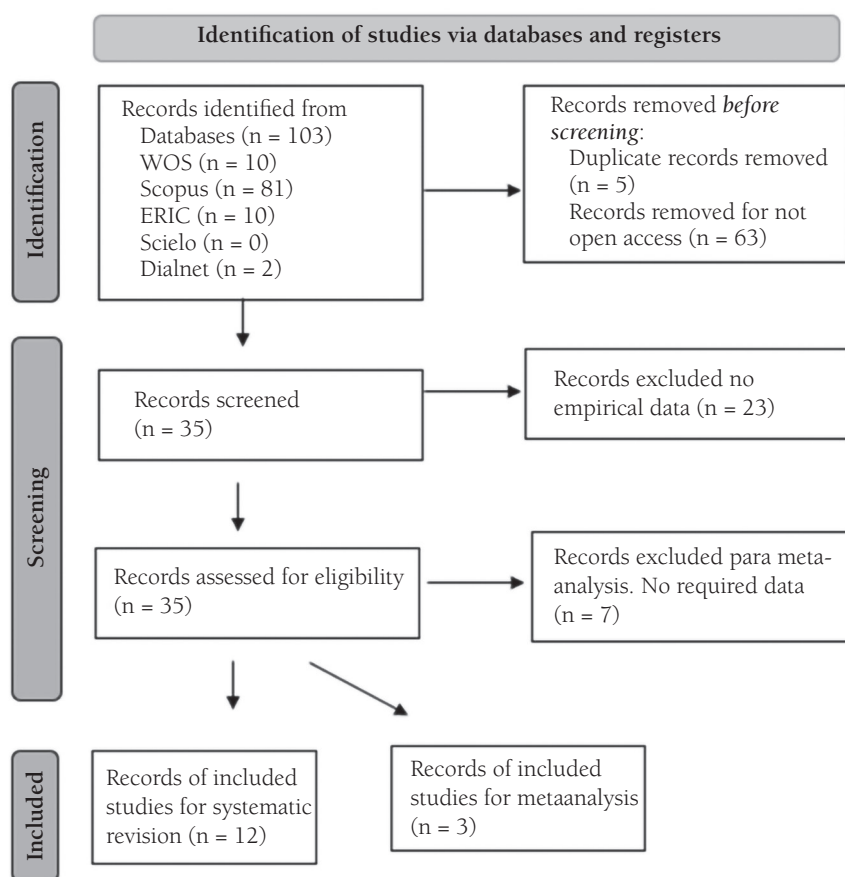 Identification of studies via databases and registers
Identification
Records identified from
Databases (n = 103)
WOS (n = 10)
Scopus (n = 81)
ERIC (n = 10)
Scielo (n = 0)
Dialnet (n = 2)
Records removed before
screening:
Duplicate records removed
(n = 5)
Records removed for not
open access (n = 63)
Screening
Records screened
(n = 35)
Records excluded no
empirical data (n = 23)
Records assessed for eligibility
(n = 35)
Records excluded para meta-
analysis. No required data
(n = 7)
Included
Records of included
studies for systematic
revision (n = 12)
Records of included
studies for metaanalysis
(n = 3)